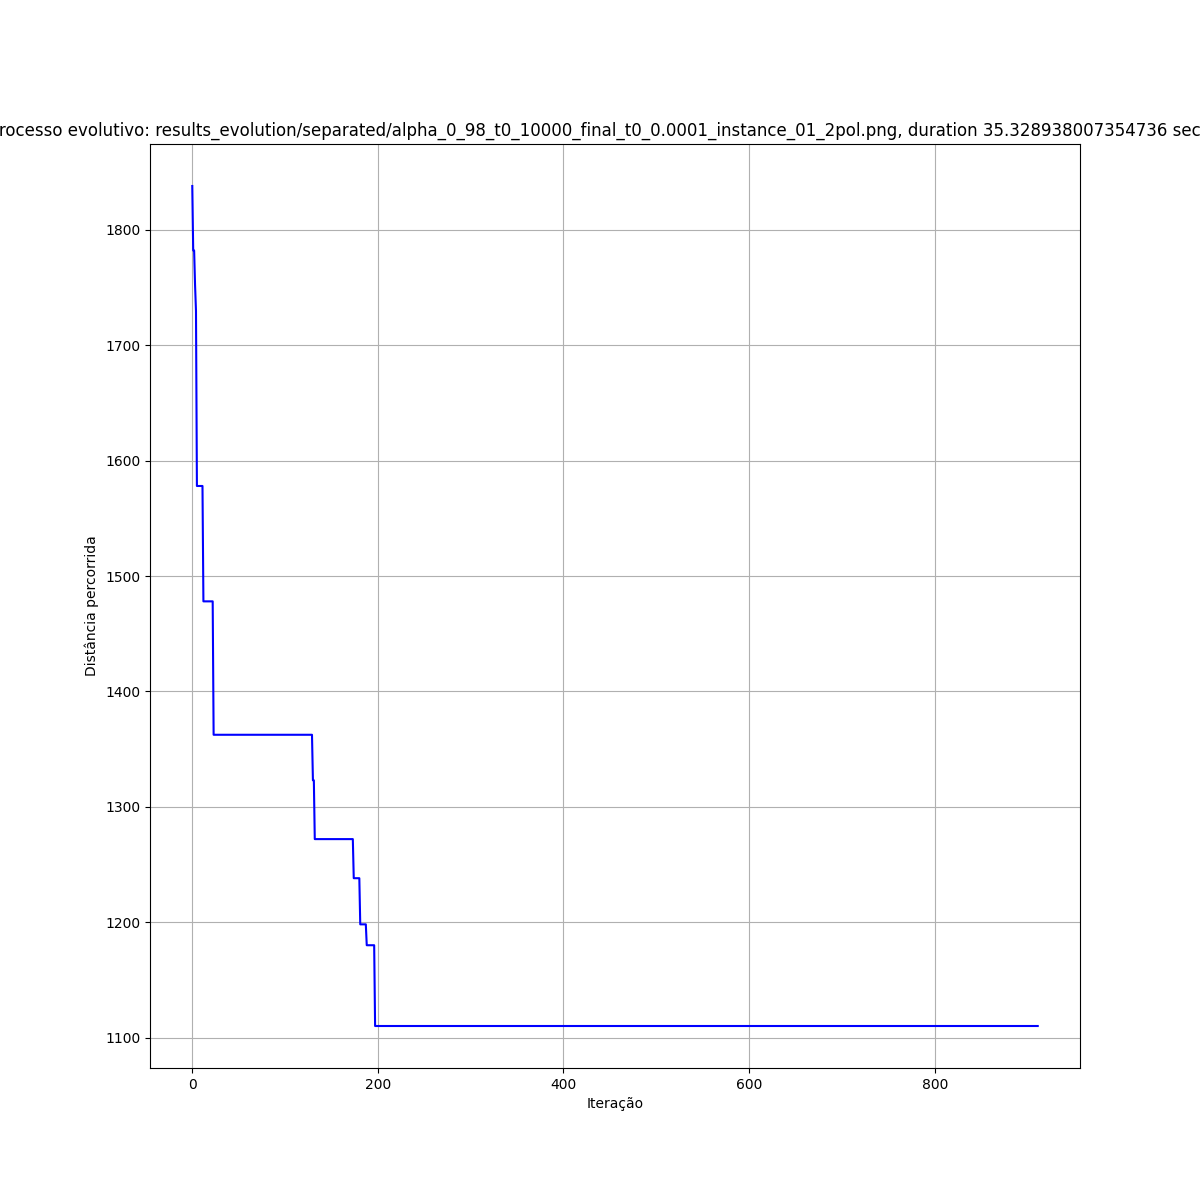 rocesso evolutivo: results_evolution/separated/alpha_0_98_t0_10000_final_t0_0.0001_instance_01_2pol.png, duration 35.328938007354736 sec
1800
1700
1600
1500
1400
1300
1200
1100
Distância percorrida
0 200 400 600 800
Iteração